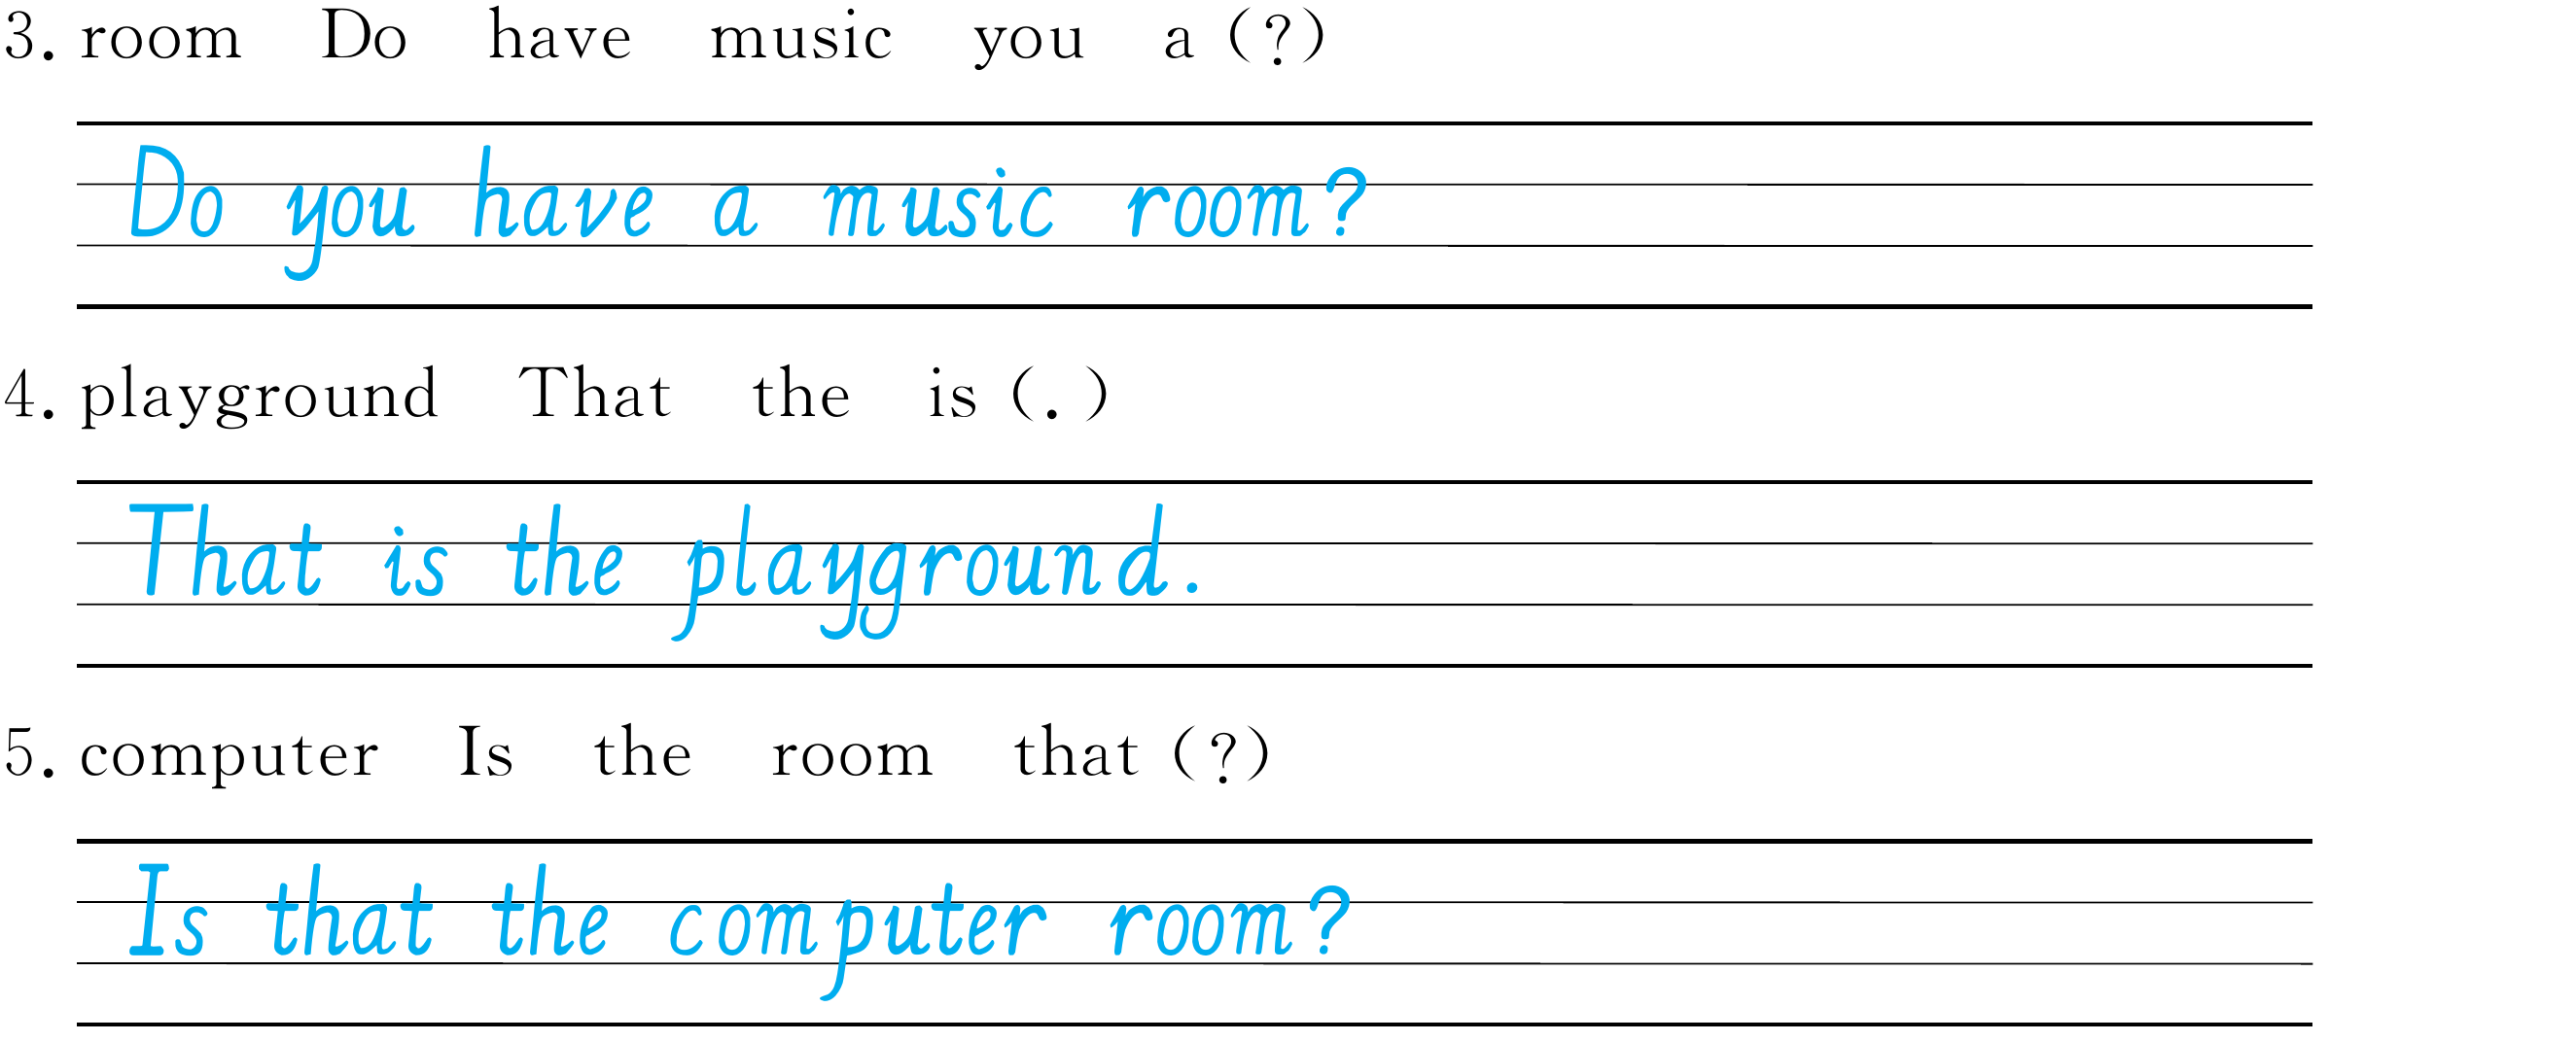 3. room Do have music you a (?)
Do you have a music room?
4. playground That the is (.)
That is the playground.
5. computer Is the room that (?)
Is that the computer room?